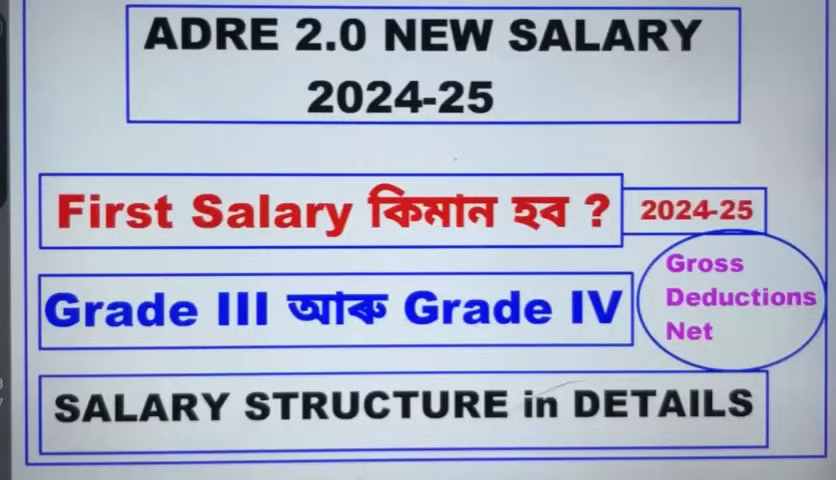 ADRE 2.0 NEW SALARY
2024-25
First Salary কিমান হব ?
2024-25
Grade III আৰু Grade IV
Gross
Deductions
Net
SALARY STRUCTURE in DETAILS